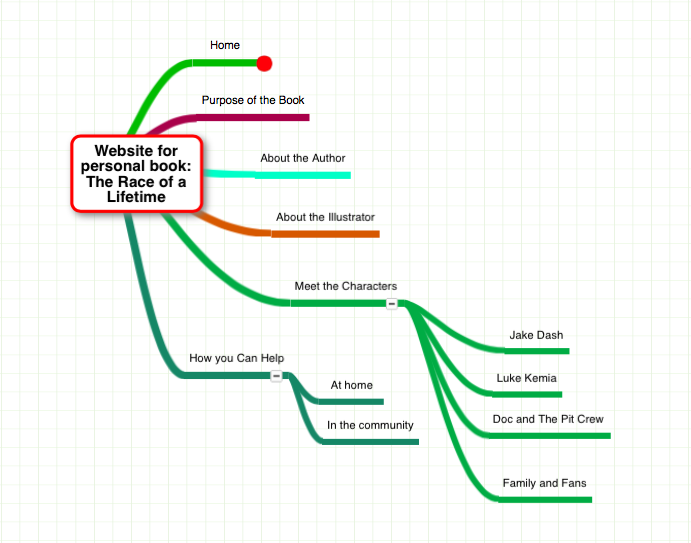 Home
Purpose of the Book
Website for
personal book:
The Race of a
Lifetime
About the Author
About the Illustrator
Meet the Characters
Jake Dash
Luke Kemia
Doc and The Pit Crew
Family and Fans
How you Can Help
At home
In the community